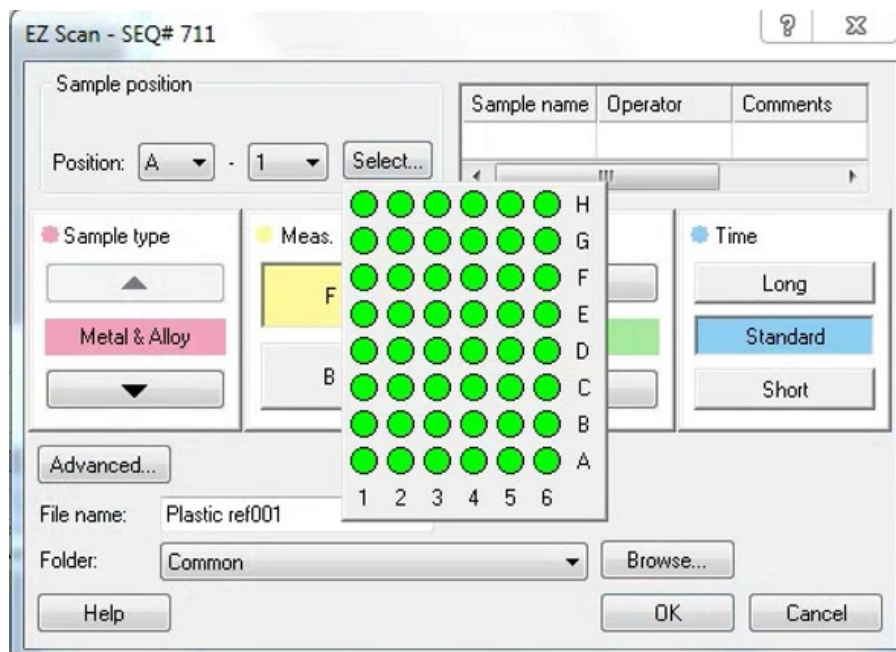 EZ Scan - SEQ# 711
Sample position
Position: A - 1 Select...
Sample name Operator Comments
Sample type
Metal & Alloy
Meas.
F
B
Time
Long
Standard
Short
H
G
F
E
D
C
B
A
1 2 3 4 5 6
Advanced...
File name: Plastic ref001
Folder: Common Browse...
Help OK Cancel